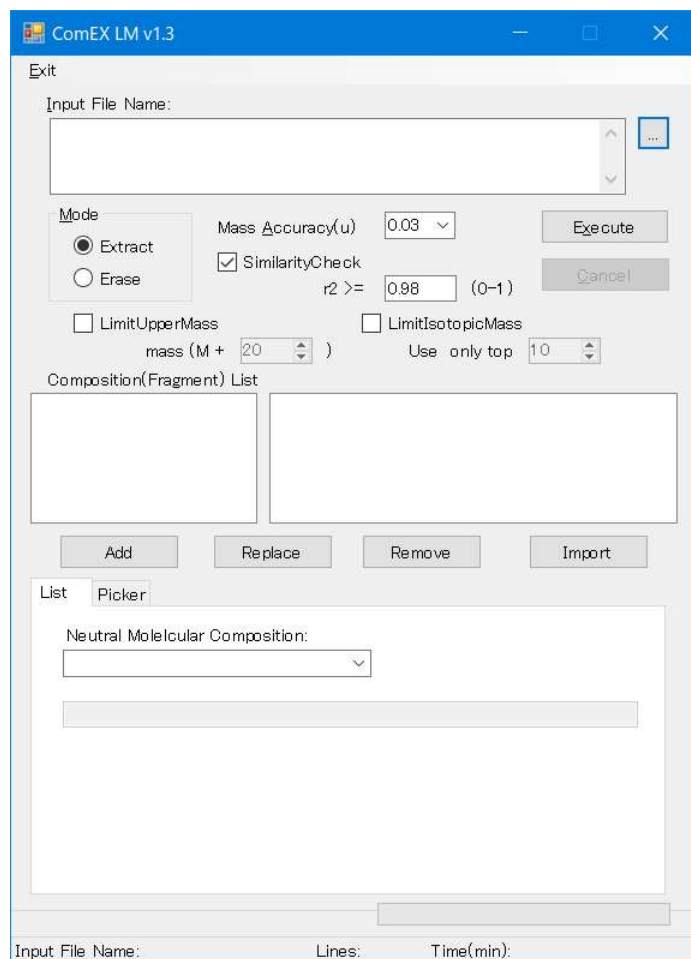 ComEX LM v1.3
Exit
Input File Name:
...
Mode
Extract
Erase
Mass Accuracy(u) 0.03
SimilarityCheck
r2 >= 0.98 (0-1)
Execute
Cancel
LimitUpperMass
mass (M + 20 )
LimitIsotopicMass
Use only top 10
Composition(Fragment) List
Add Replace Remove Import
List Picker
Neutral Molelcular Composition:
Input File Name: Lines: Time(min):